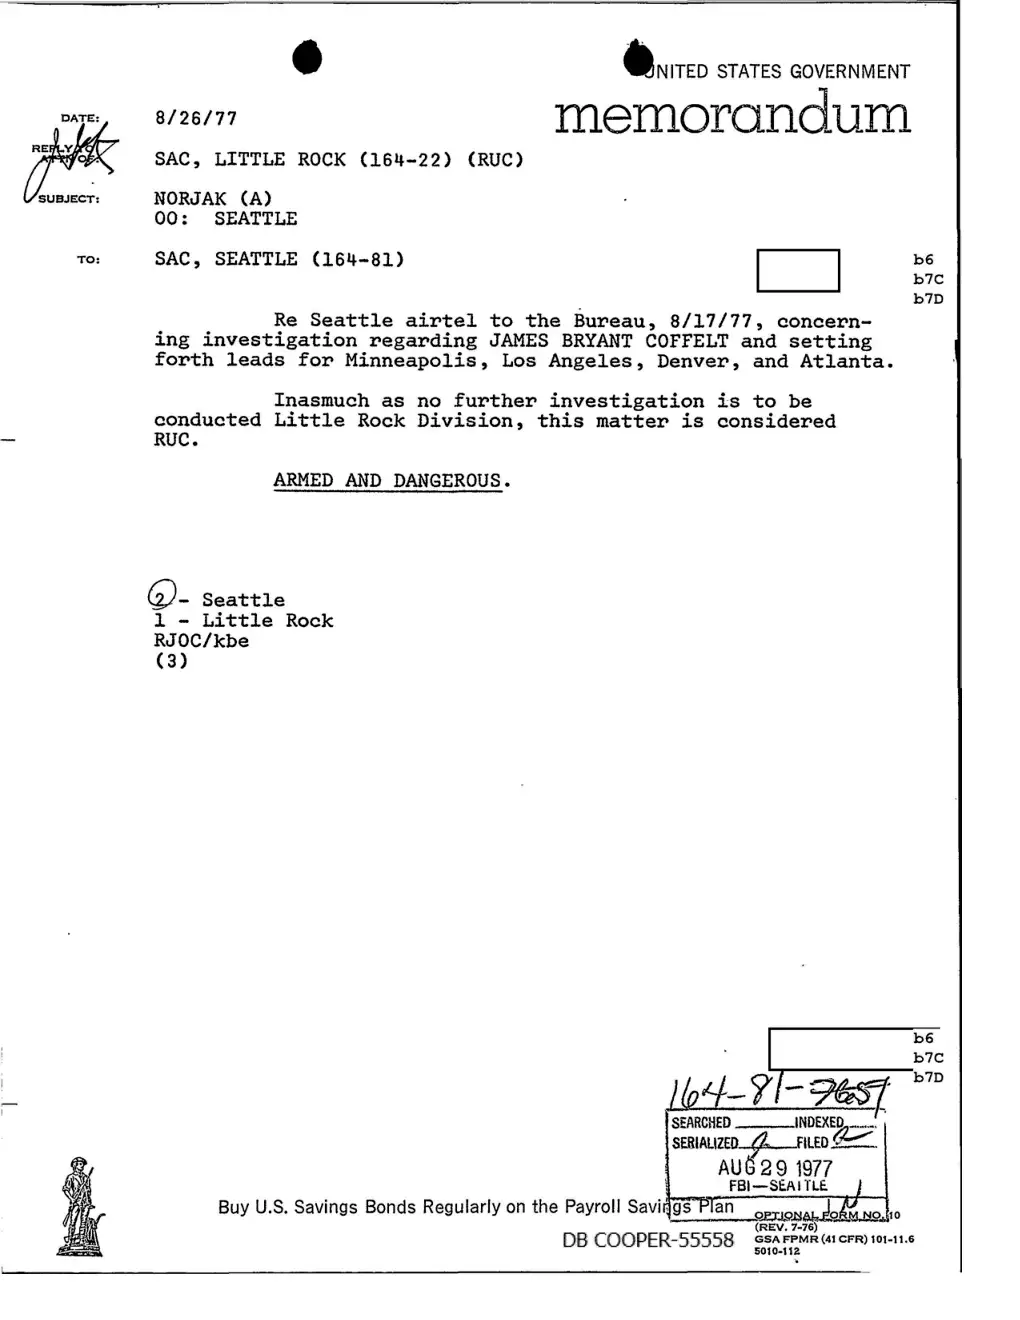 UNITED STATES GOVERNMENT
memorandum
DATE: 8/26/77
REPLY TO
ATTN OF: SAC, LITTLE ROCK (164-22) (RUC)
SUBJECT: NORJAK (A)
OO: SEATTLE
TO: SAC, SEATTLE (164-81)
b6
b7C
b7D
Re Seattle airtel to the Bureau, 8/17/77, concern-
ing investigation regarding JAMES BRYANT COFFELT and setting
forth leads for Minneapolis, Los Angeles, Denver, and Atlanta.
Inasmuch as no further investigation is to be
conducted Little Rock Division, this matter is considered
RUC.
ARMED AND DANGEROUS.
2 - Seattle
1 - Little Rock
RJOC/kbe
(3)
b6
b7C
b7D
164-81-
SEARCHED INDEXED
SERIALIZED FILED
AUG 29 1977
FBI—SEATTLE
Buy U.S. Savings Bonds Regularly on the Payroll Savings Plan
OPTIONAL FORM NO. 10
(REV. 7-76)
GSA FPMR (41 CFR) 101-11.6
5010-112
DB COOPER-55558